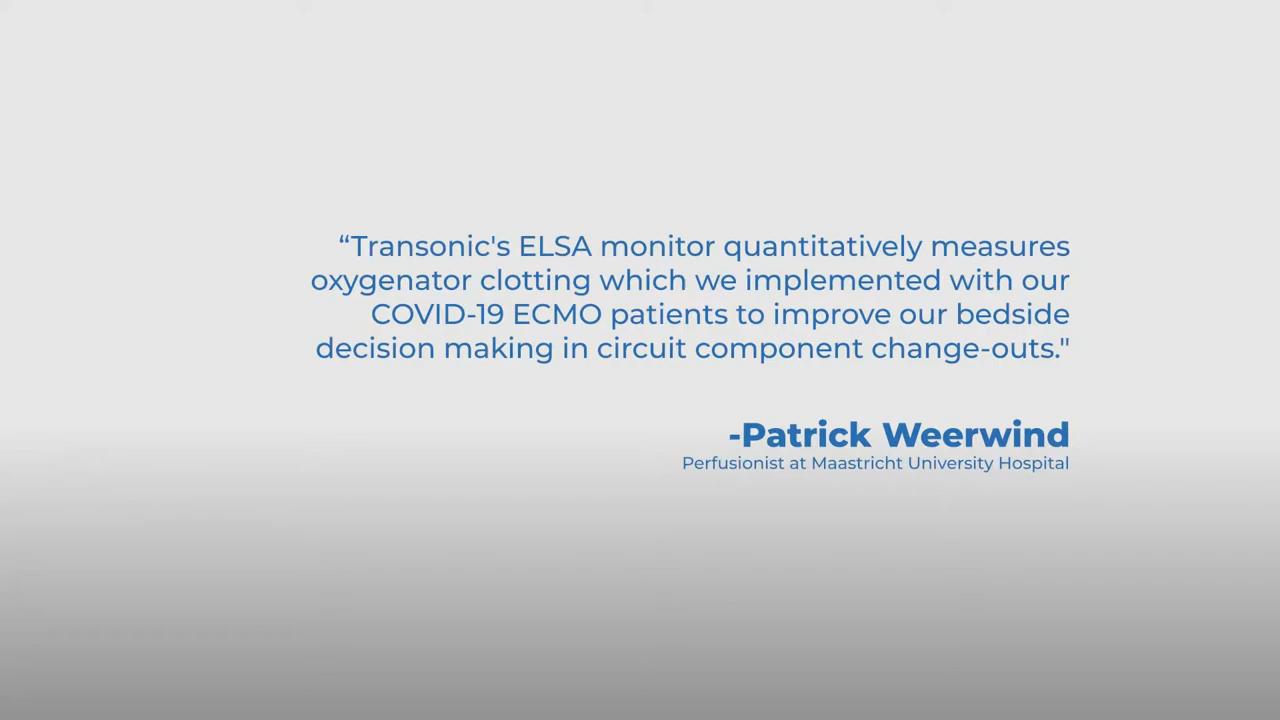 “Transonic's ELSA monitor quantitatively measures
oxygenator clotting which we implemented with our
COVID-19 ECMO patients to improve our bedside
decision making in circuit component change-outs."
-Patrick Weerwind
Perfusionist at Maastricht University Hospital